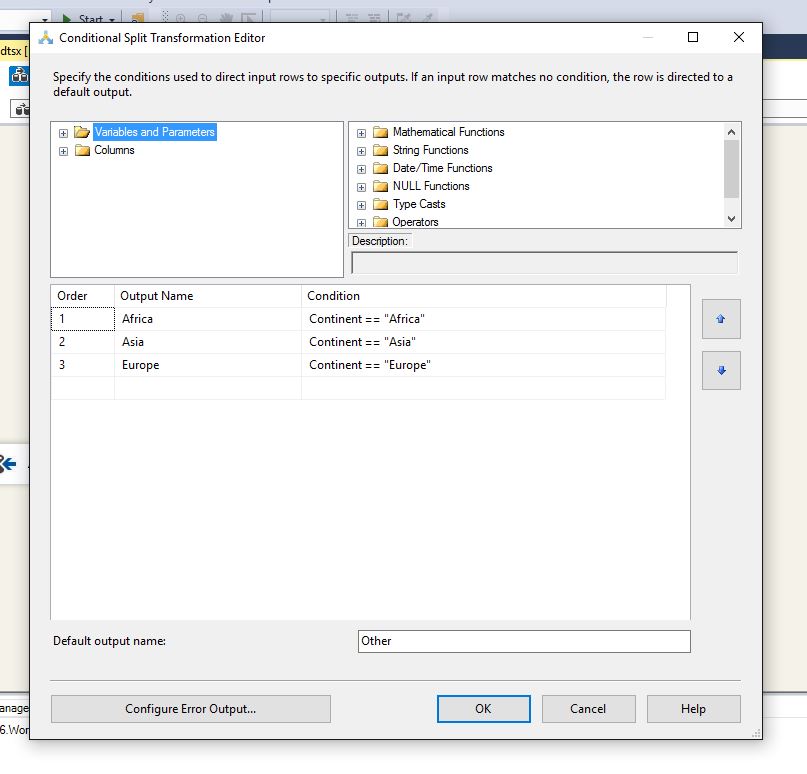 Start
dtsx [
Conditional Split Transformation Editor
Specify the conditions used to direct input rows to specific outputs. If an input row matches no condition, the row is directed to a
default output.
Variables and Parameters
Columns
Mathematical Functions
String Functions
Date/Time Functions
NULL Functions
Type Casts
Operators
Description:
Order Output Name Condition
1 Africa Continent == "Africa"
2 Asia Continent == "Asia"
3 Europe Continent == "Europe"
Default output name: Other
Configure Error Output... OK Cancel Help
anage
6.Wor